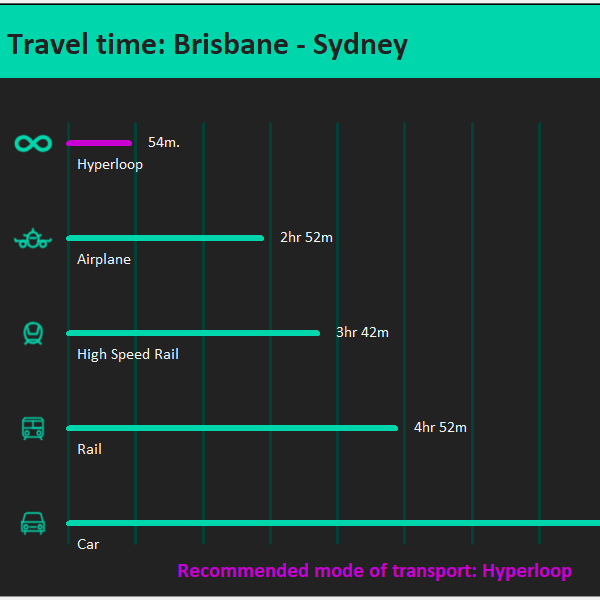 Travel time: Brisbane - Sydney
54m.
Hyperloop
2hr 52m
Airplane
3hr 42m
High Speed Rail
4hr 52m
Rail
Car
Recommended mode of transport: Hyperloop